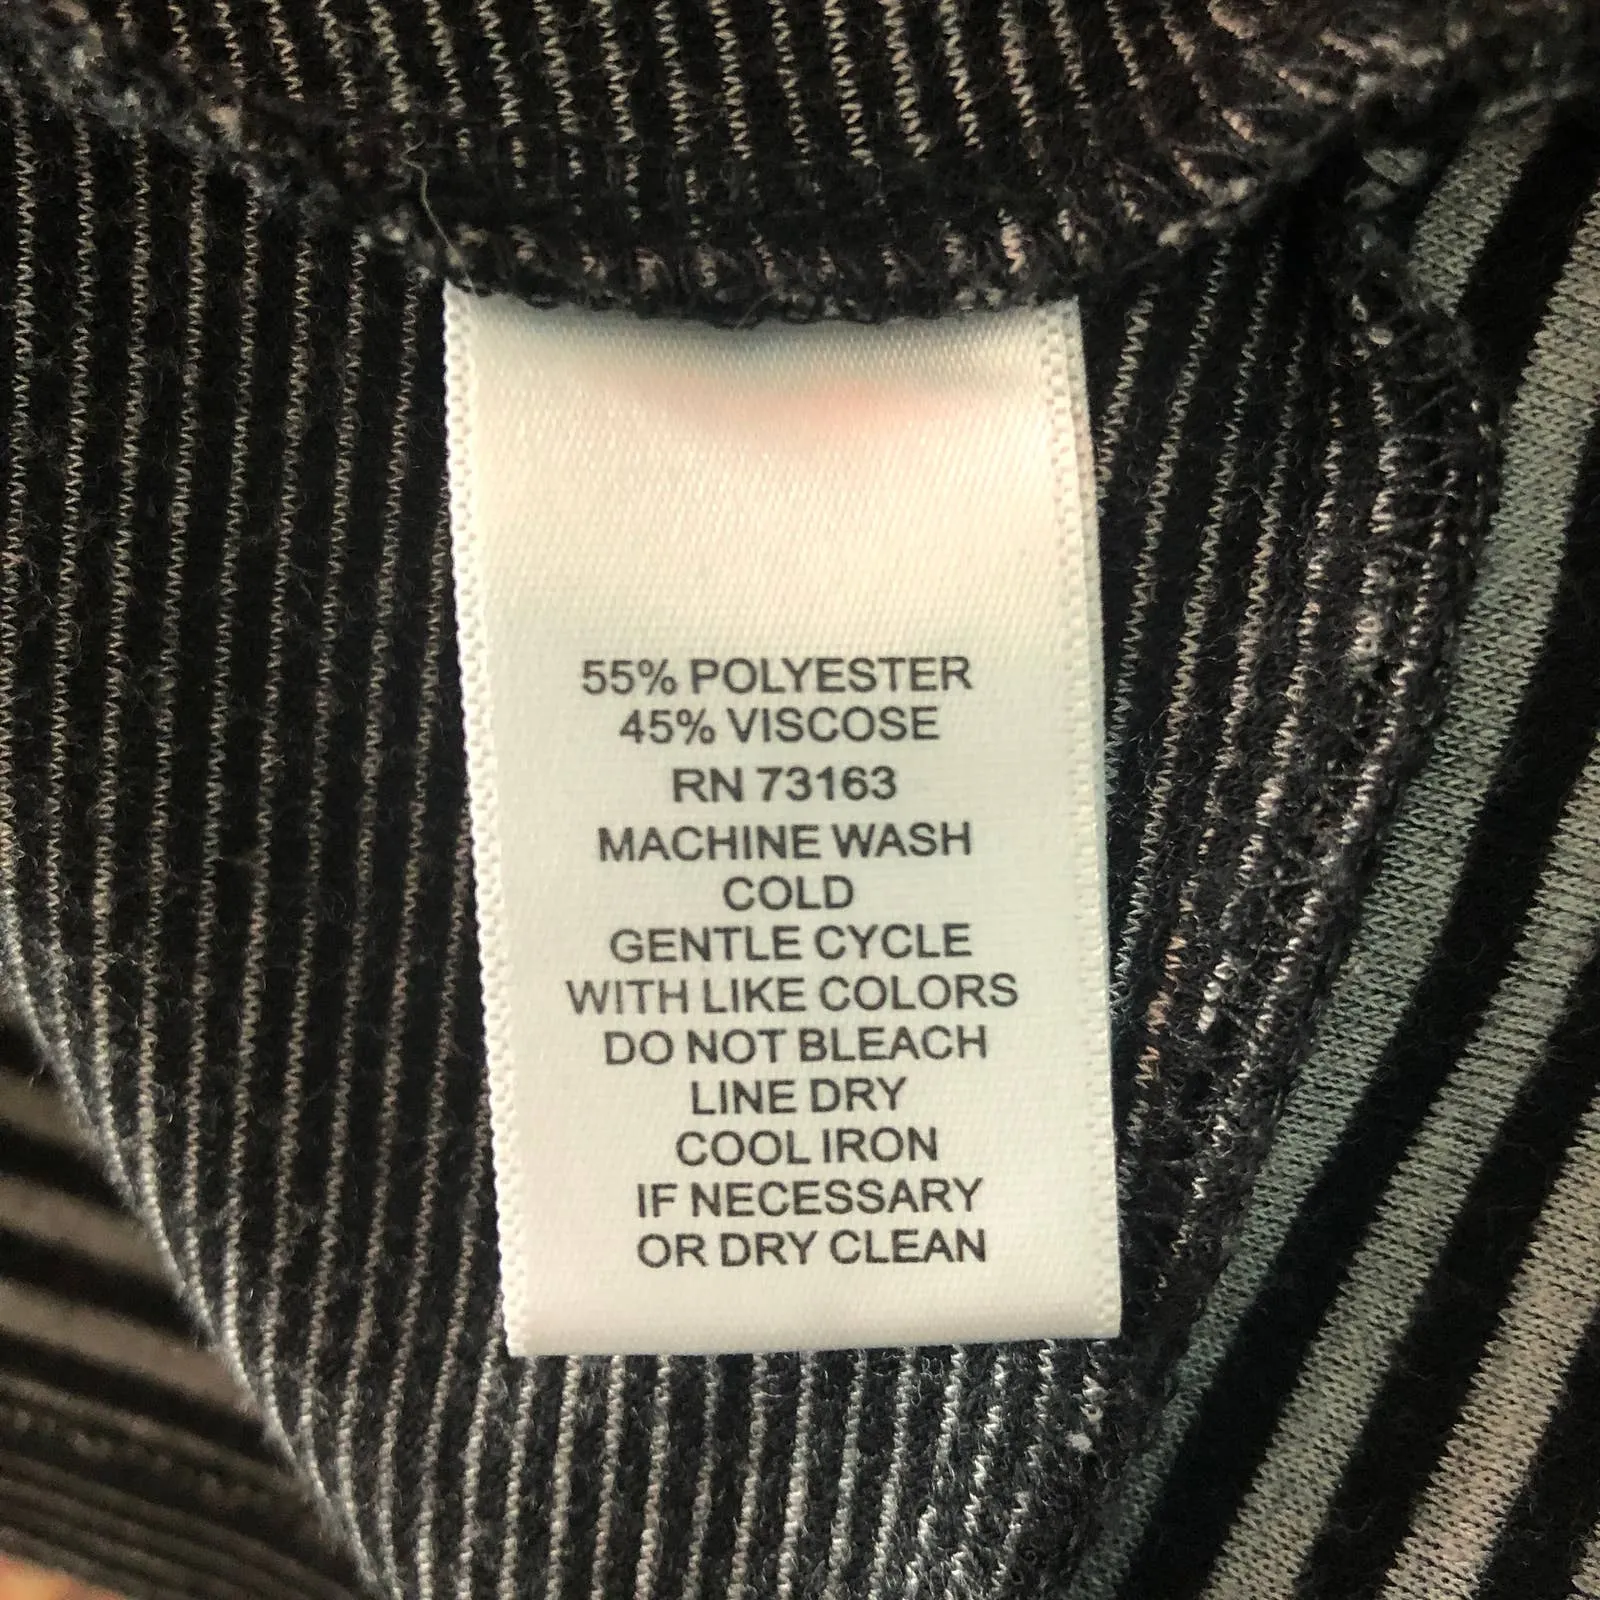 55% POLYESTER
45% VISCOSE
RN 73163
MACHINE WASH
COLD
GENTLE CYCLE
WITH LIKE COLORS
DO NOT BLEACH
LINE DRY
COOL IRON
IF NECESSARY
OR DRY CLEAN